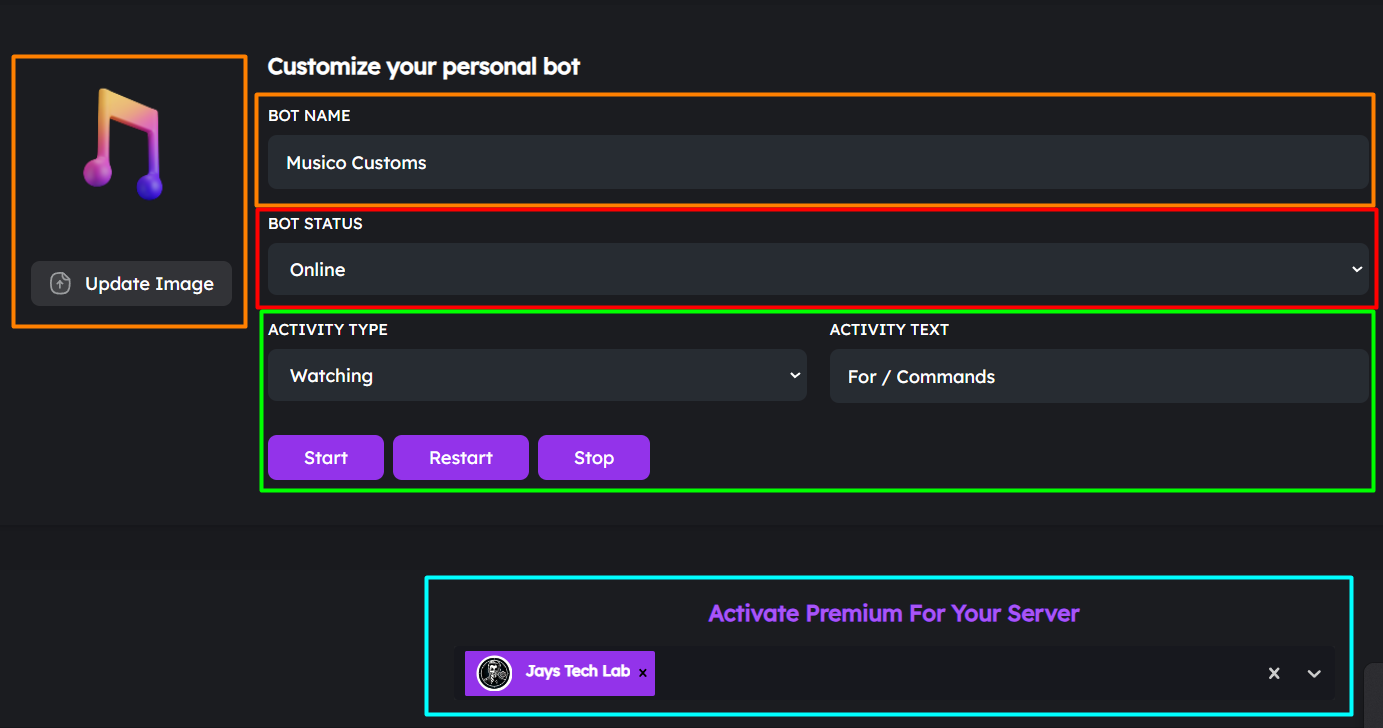 Customize your personal bot
BOT NAME
Musico Customs
BOT STATUS
Online
Update Image
ACTIVITY TYPE
ACTIVITY TEXT
Watching
For / Commands
Start
Restart
Stop
Activate Premium For Your Server
Jays Tech Lab